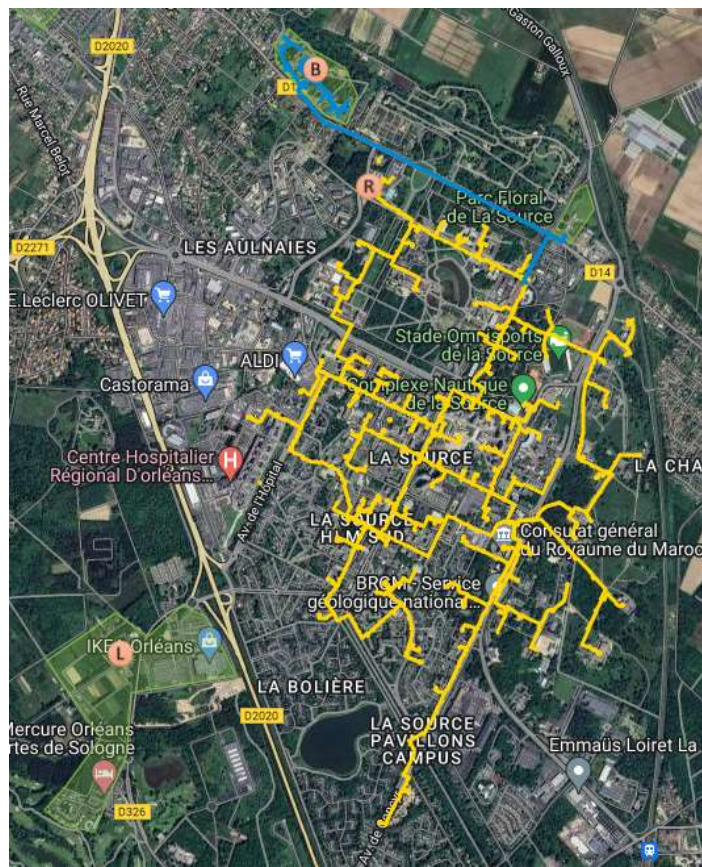 D2020
Gaston Galloux
B
Rue Marcel Belot
R
Parc Floral
de La Source
LES AULNAIES
D2271
D14
E.Leclerc OLIVET
Stade Omnisports
de la Source
ALDI
Castorama
Complexe Nautique
de la Source
Centre Hospitalier
Régional D'orléans...
H
LA SOURCE
LA CHA
Av. de l'Hôpital
LA SOURCE
HLM SUD
Consulat général
du Royaume du Maroc
BRGM - Service
géologique national...
L
IKEA Orléans
LA BOLIÈRE
D2020
Mercure Orléans
rtes de Sologne
LA SOURCE
PAVILLONS
CAMPUS
Emmaüs Loiret La
D326
Av. de